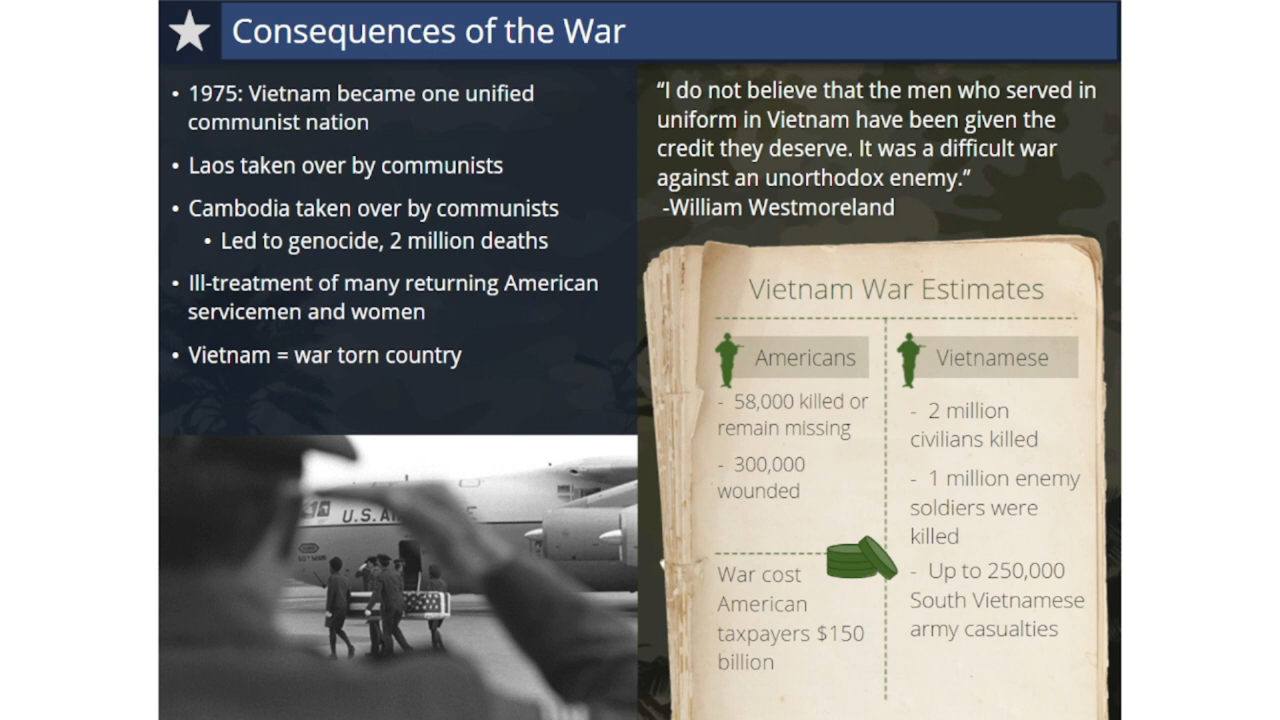 Consequences of the War
• 1975: Vietnam became one unified
communist nation
• Laos taken over by communists
• Cambodia taken over by communists
• Led to genocide, 2 million deaths
• Ill-treatment of many returning American
servicemen and women
• Vietnam = war torn country
U.S. AI
CE
“I do not believe that the men who served in
uniform in Vietnam have been given the
credit they deserve. It was a difficult war
against an unorthodox enemy.”
-William Westmoreland
Vietnam War Estimates
Americans
- 58,000 killed or
remain missing
- 300,000
wounded
War cost
American
taxpayers $150
billion
Vietnamese
- 2 million
civilians killed
- 1 million enemy
soldiers were
killed
- Up to 250,000
South Vietnamese
army casualties